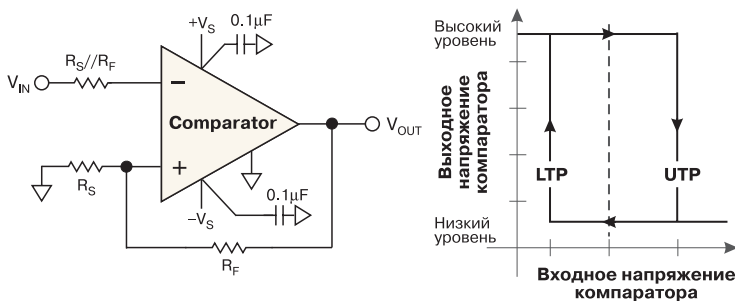 +V_S
0.1μF
R_S//R_F
V_IN
−
Comparator
V_OUT
+
R_S
0.1μF
−V_S
R_F
Высокий
уровень
Выходное
напряжение
компаратора
LTP
UTP
Низкий
уровень
Входное напряжение
компаратора